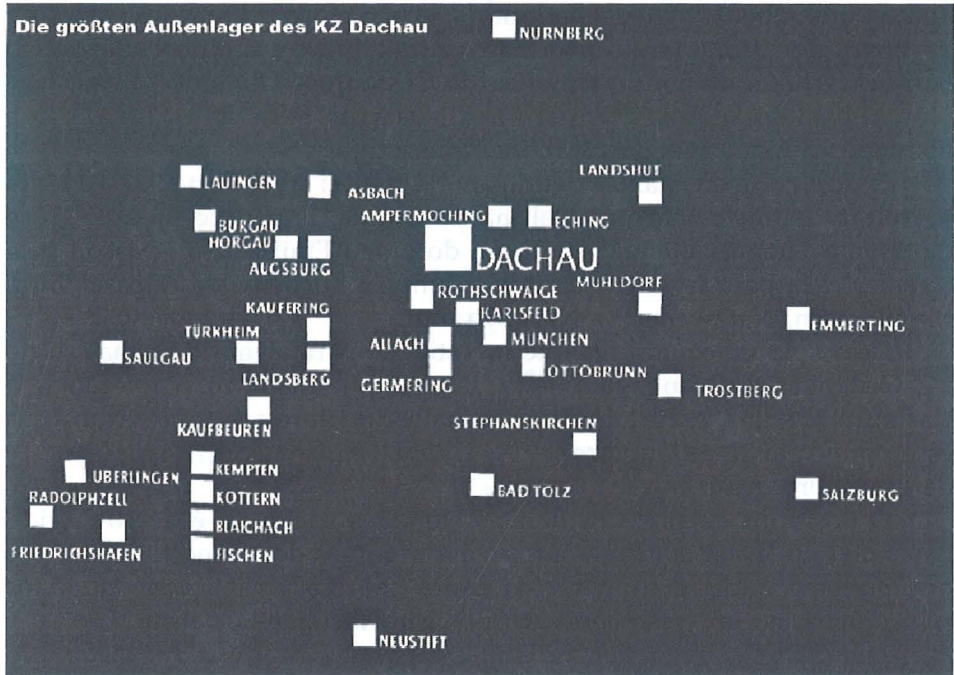 Die größten Außenlager des KZ Dachau
NURNBERG
LANDSHUT
LAUINGEN
ASBACH
AMPERMOCHING
ECHING
BURGAU
HORGAU
AUGSBURG
DACHAU
MUHLDORF
ROTHSCHWAIGE
KAUFERING
KARLSFELD
EMMERTING
TÜRKHEIM
ALLACH
MUNCHEN
SAULGAU
LANDSBERG
GERMERING
OTTOBRUNN
TROSTBERG
KAUFBEUREN
STEPHANSKIRCHEN
UBERLINGEN
KEMPTEN
RADOLPHZELL
KOTTERN
BAD TOLZ
SALZBURG
BLAICHACH
FRIEDRICHSHAFEN
FISCHEN
NEUSTIFT